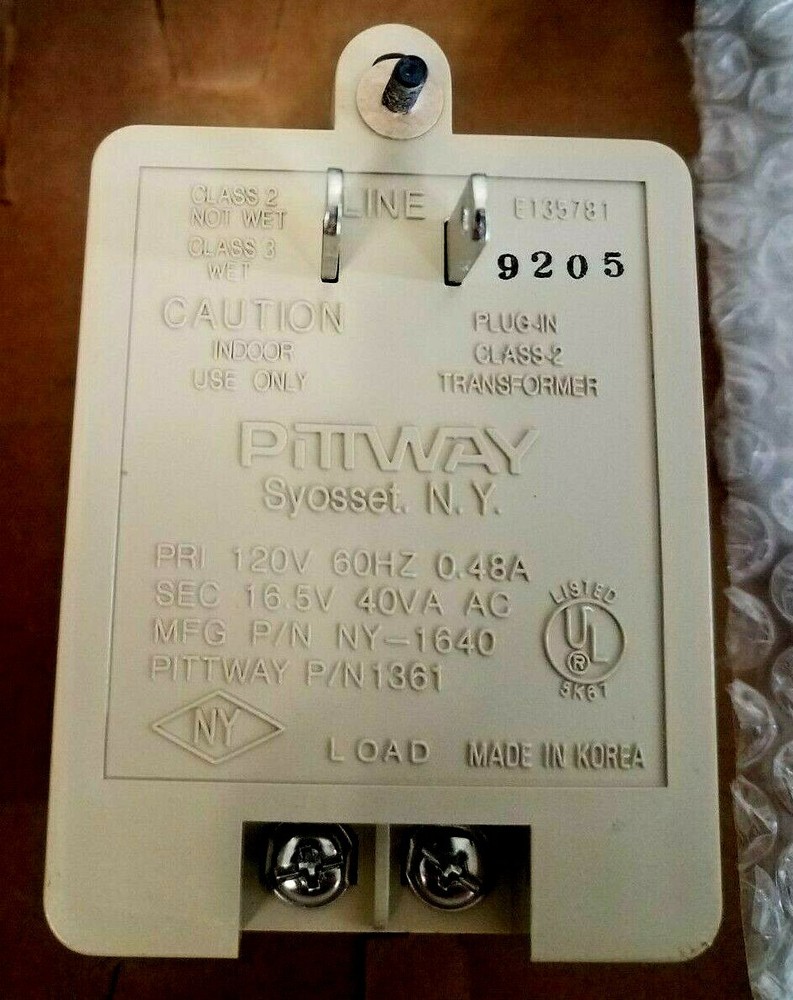 CLASS 2
NOT WET
CLASS 3
WET
LINE
E135781
9205
CAUTION
INDOOR
USE ONLY
PLUG-IN
CLASS-2
TRANSFORMER
PITTWAY
Syosset. N.Y.
PRI 120V 60HZ 0.48A
SEC 16.5V 40VA AC
MFG P/N NY-1640
PITTWAY P/N1361
LISTED
UL
®
5K61
NY
LOAD
MADE IN KOREA